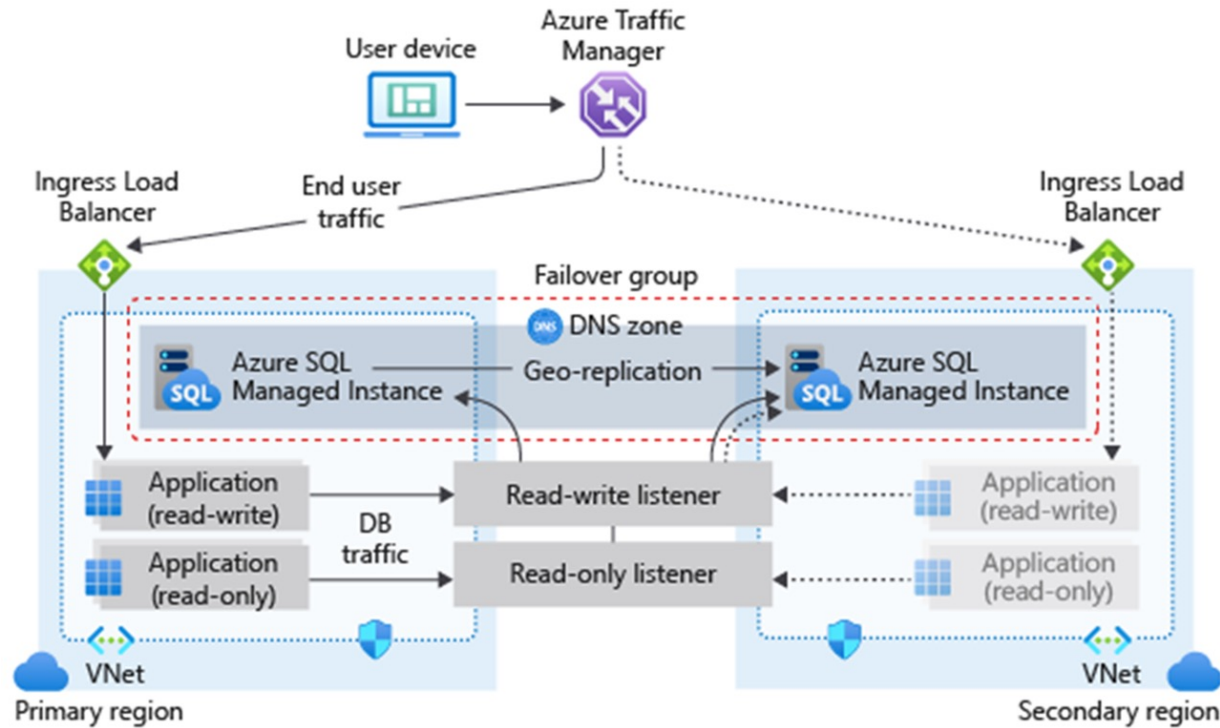 Azure Traffic
Manager
User device
Ingress Load
Balancer
End user
traffic
Ingress Load
Balancer
Failover group
DNS
DNS zone
SQL
Azure SQL
Managed Instance
Geo-replication
SQL
Azure SQL
Managed Instance
Application
(read-write)
Read-write listener
Application
(read-write)
DB
traffic
Application
(read-only)
Read-only listener
Application
(read-only)
VNet
Primary region
VNet
Secondary region